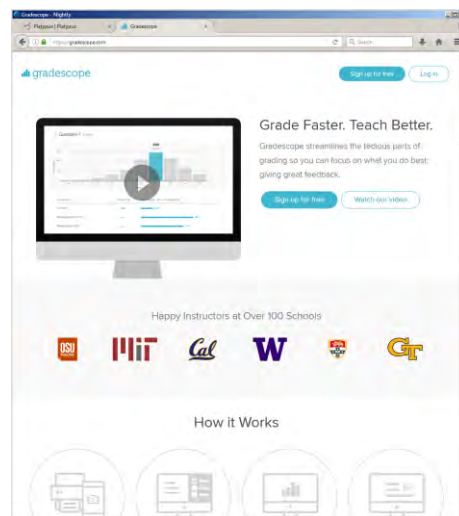 Gradescope - Nightly
Gradescope
gradescope.com
Search
gradescope
Sign up for free
Log in
Grade Faster. Teach Better.
Gradescope streamlines the tedious parts of
grading so you can focus on what you do best:
giving great feedback.
Sign up for free
Watch our video
Happy Instructors at Over 100 Schools
OSU
MIT
Cal
W
GT
How it Works